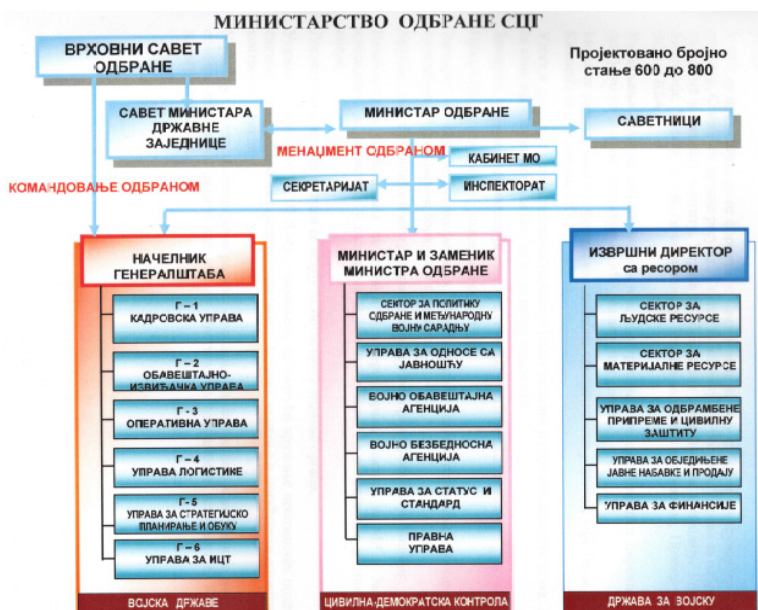 МИНИСТАРСТВО ОДБРАНЕ СЦГ
ВРХОВНИ САВЕТ
ОДБРАНЕ
Пројектовано бројно
стање 600 до 800
САВЕТ МИНИСТАРА
ДРЖАВНЕ
ЗАЈЕДНИЦЕ
МИНИСТАР ОДБРАНЕ
САВЕТНИЦИ
МЕНАЏМЕНТ ОДБРАНОМ
КАБИНЕТ МО
КОМАНДОВАЊЕ ОДБРАНОМ
СЕКРЕТАРИЈАТ
ИНСПЕКТОРАТ
НАЧЕЛНИК
ГЕНЕРАЛШТАБА
Г – 1
КАДРОВСКА УПРАВА
Г – 2
ОБАВЕШТАЈНО-
ИЗВИЂАЧКА УПРАВА
Г - 3
ОПЕРАТИВНА УПРАВА
Г – 4
УПРАВА ЛОГИСТИКЕ
Г – 5
УПРАВА ЗА СТРАТЕГИЈСКО
ПЛАНИРАЊЕ И ОБУКУ
Г – 6
УПРАВА ЗА ИЦТ
ВОЈСКА ДРЖАВЕ
МИНИСТАР И ЗАМЕНИК
МИНИСТРА ОДБРАНЕ
СЕКТОР ЗА ПОЛИТИКУ
ОДБРАНЕ И МЕЂУНАРОДНУ
ВОЈНУ САРАДЊУ
УПРАВА ЗА ОДНОСЕ СА
ЈАВНОШЋУ
ВОЈНО ОБАВЕШТАЈНА
АГЕНЦИЈА
ВОЈНО БЕЗБЕДНОСНА
АГЕНЦИЈА
УПРАВА ЗА СТАТУС И
СТАНДАРД
ПРАВНА
УПРАВА
ЦИВИЛНА-ДЕМОКРАТСКА КОНТРОЛА
ИЗВРШНИ ДИРЕКТОР
са ресором
СЕКТОР ЗА
ЉУДСКЕ РЕСУРСЕ
СЕКТОР ЗА
МАТЕРИЈАЛНЕ РЕСУРСЕ
УПРАВА ЗА ОДБРАМБЕНЕ
ПРИПРЕМЕ И ЦИВИЛНУ
ЗАШТИТУ
УПРАВА ЗА ОБЈЕДИЊЕНЕ
ЈАВНЕ НАБАВКЕ И ПРОДАЈУ
УПРАВА ЗА ФИНАНСИЈЕ
ДРЖАВА ЗА ВОЈСКУ